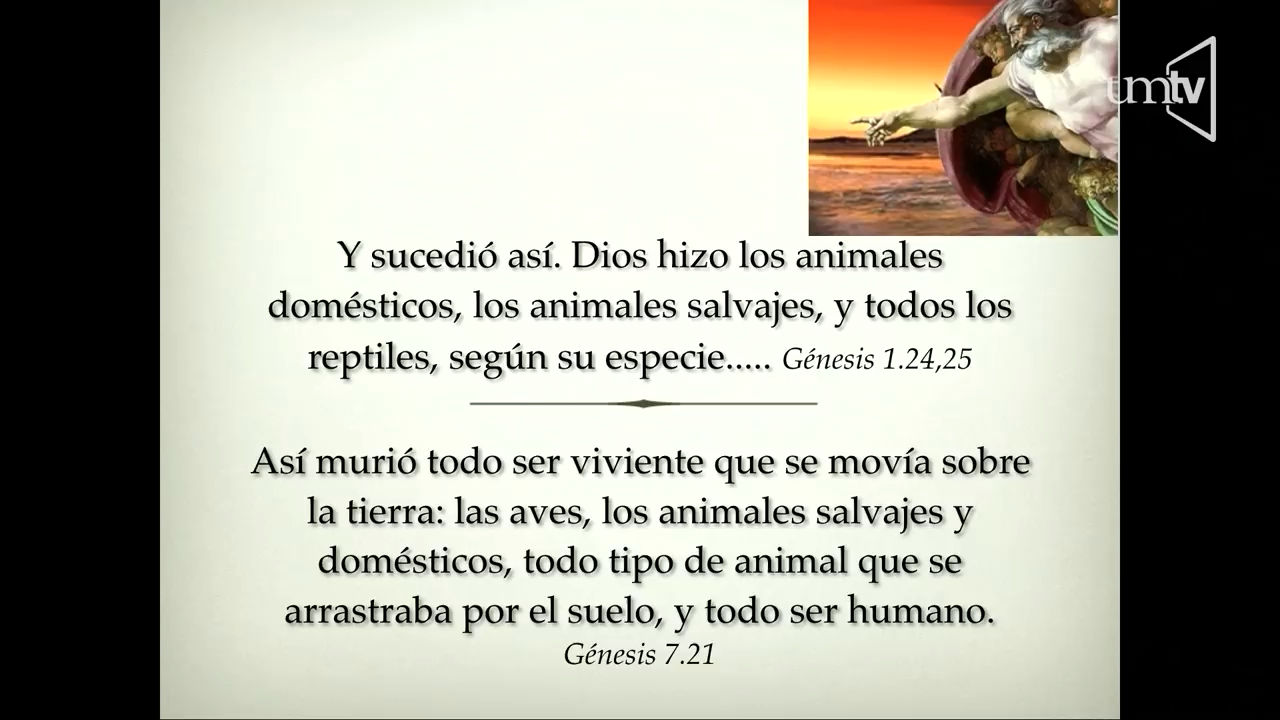 umtv
Y sucedió así. Dios hizo los animales
domésticos, los animales salvajes, y todos los
reptiles, según su especie..... Génesis 1.24,25
Así murió todo ser viviente que se movía sobre
la tierra: las aves, los animales salvajes y
domésticos, todo tipo de animal que se
arrastraba por el suelo, y todo ser humano.
Génesis 7.21